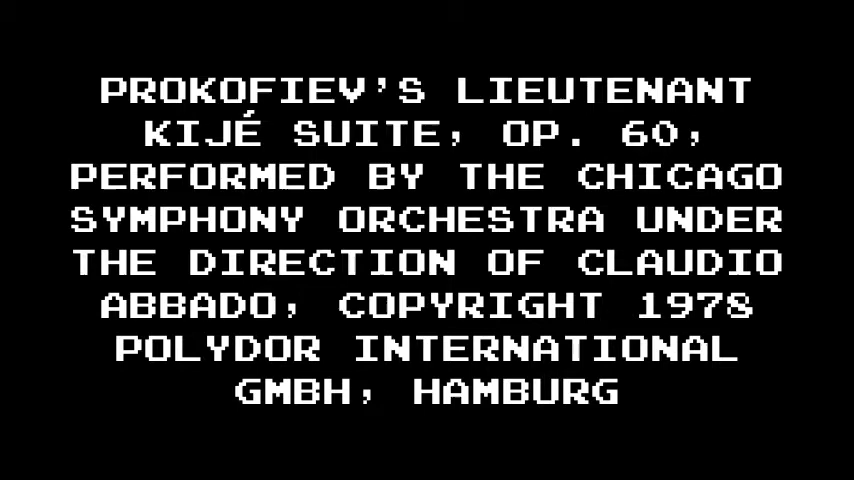 PROKOFIEV'S LIEUTENANT
KIJÉ SUITE, OP. 60,
PERFORMED BY THE CHICAGO
SYMPHONY ORCHESTRA UNDER
THE DIRECTION OF CLAUDIO
ABBADO, COPYRIGHT 1978
POLYDOR INTERNATIONAL
GMBH, HAMBURG